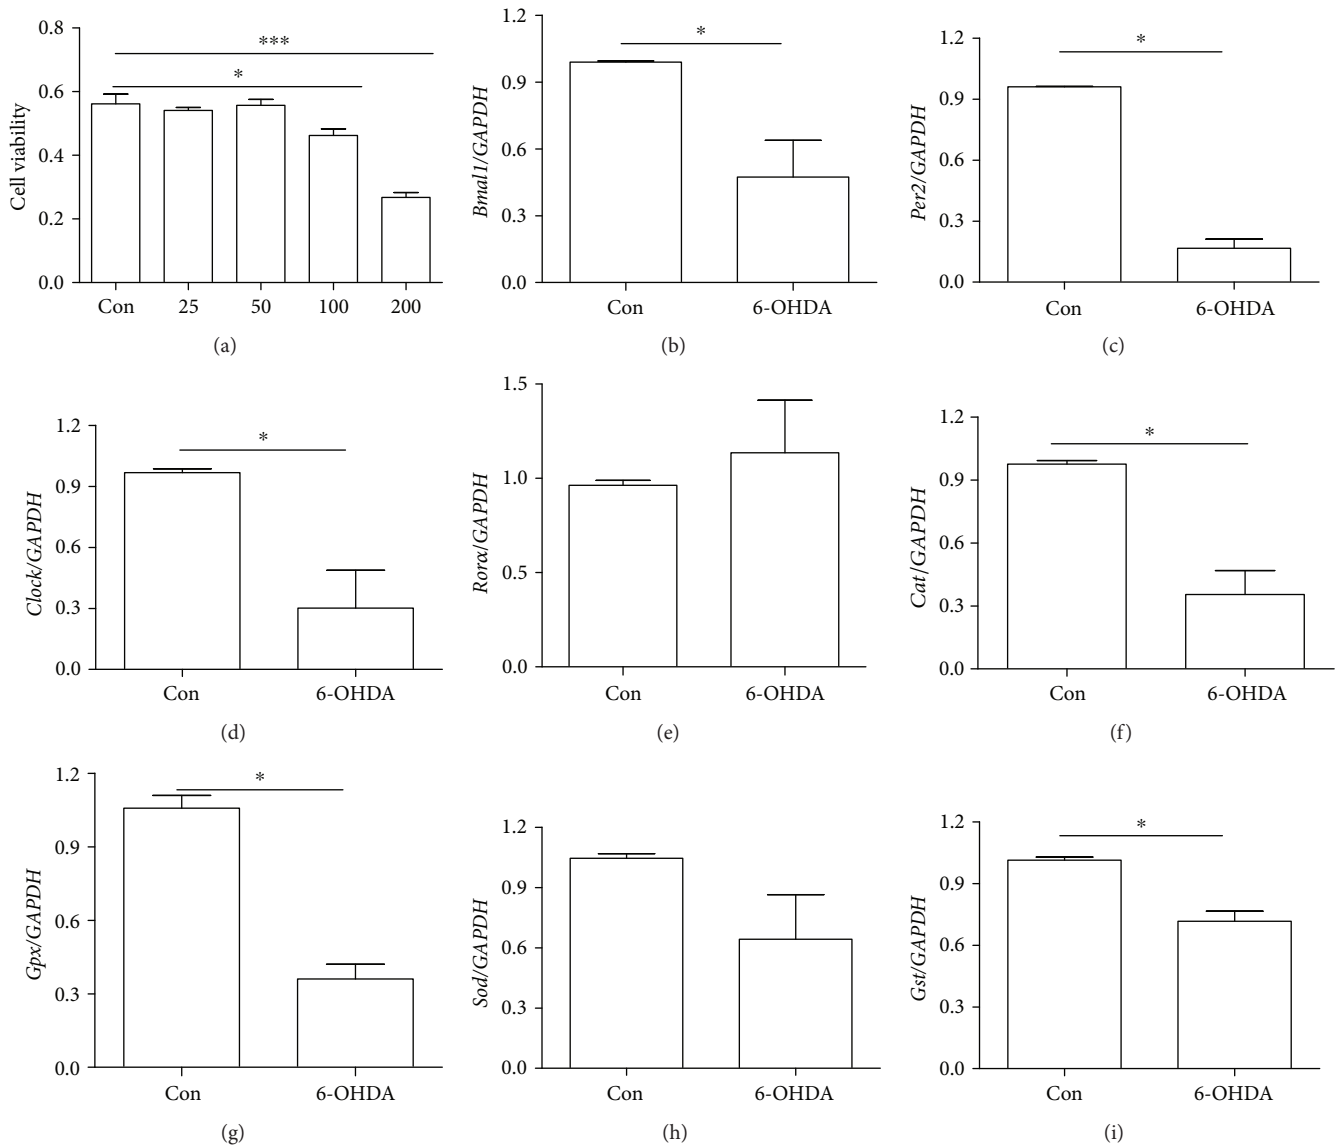 0.8
0.6
0.4
0.2
0.0
Cell viability
***
*
Con 25 50 100 200
(a)
1.2
0.9
0.6
0.3
0.0
Bmal1/GAPDH
*
Con 6-OHDA
(b)
1.2
0.9
0.6
0.3
0.0
Per2/GAPDH
*
Con 6-OHDA
(c)
1.2
0.9
0.6
0.3
0.0
Clock/GAPDH
*
Con 6-OHDA
(d)
1.5
1.0
0.5
0.0
Rorα/GAPDH
Con 6-OHDA
(e)
1.2
0.9
0.6
0.3
0.0
Cat/GAPDH
*
Con 6-OHDA
(f)
1.2
0.9
0.6
0.3
0.0
Gpx/GAPDH
*
Con 6-OHDA
(g)
1.2
0.9
0.6
0.3
0.0
Sod/GAPDH
Con 6-OHDA
(h)
1.2
0.9
0.6
0.3
0.0
Gst/GAPDH
*
Con 6-OHDA
(i)